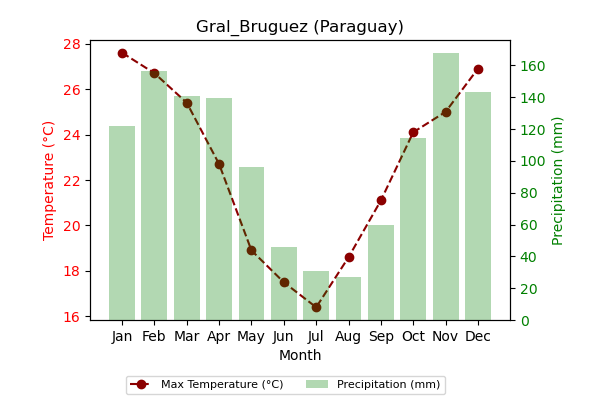 Gral_Bruguez (Paraguay)
28
26
24
22
20
18
16
Temperature (°C)
160
140
120
100
80
60
40
20
0
Precipitation (mm)
Jan Feb Mar Apr May Jun Jul Aug Sep Oct Nov Dec
Month
Max Temperature (°C) Precipitation (mm)